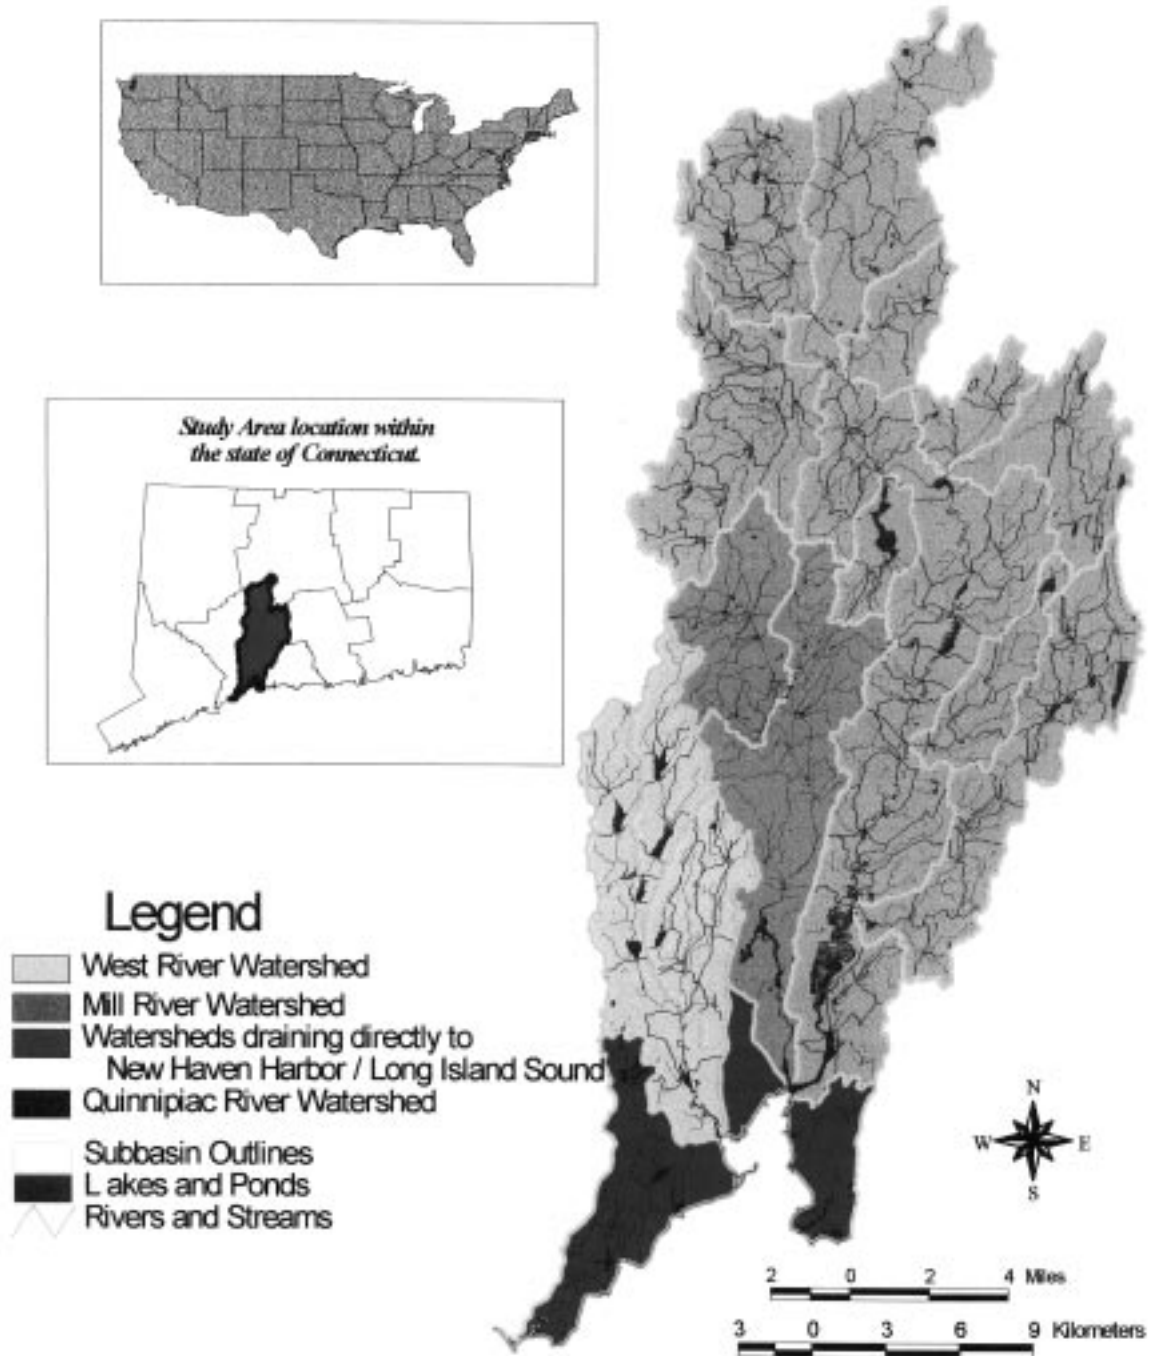 Study Area location within
the state of Connecticut.
Legend
West River Watershed
Mill River Watershed
Watersheds draining directly to
New Haven Harbor / Long Island Sound
Quinnipiac River Watershed
Subbasin Outlines
Lakes and Ponds
Rivers and Streams
N
W E
S
2 0 2 4 Miles
3 0 3 6 9 Kilometers